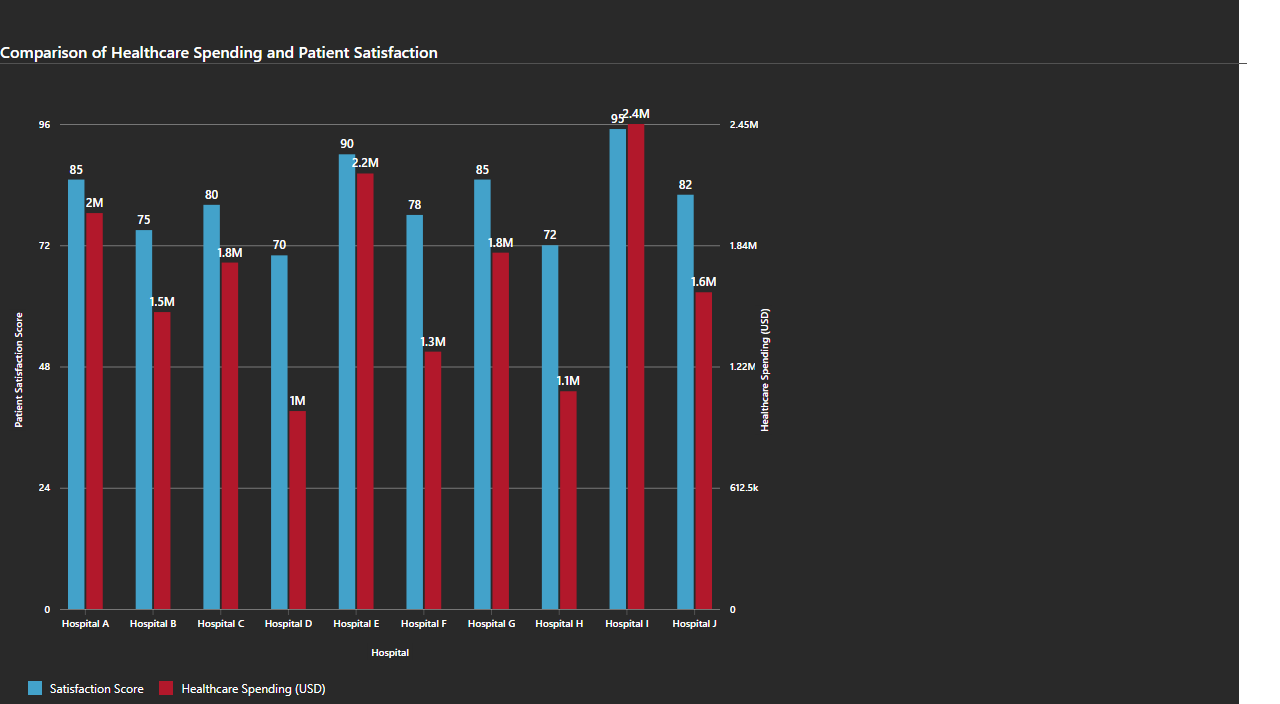 Comparison of Healthcare Spending and Patient Satisfaction
96
72
48
24
0
Patient Satisfaction Score
85
2M
75
1.5M
80
1.8M
70
1M
90
2.2M
78
1.3M
85
1.8M
72
1.1M
95
2.4M
82
1.6M
2.45M
1.84M
1.22M
612.5k
0
Healthcare Spending (USD)
Hospital A Hospital B Hospital C Hospital D Hospital E Hospital F Hospital G Hospital H Hospital I Hospital J
Hospital
Satisfaction Score Healthcare Spending (USD)